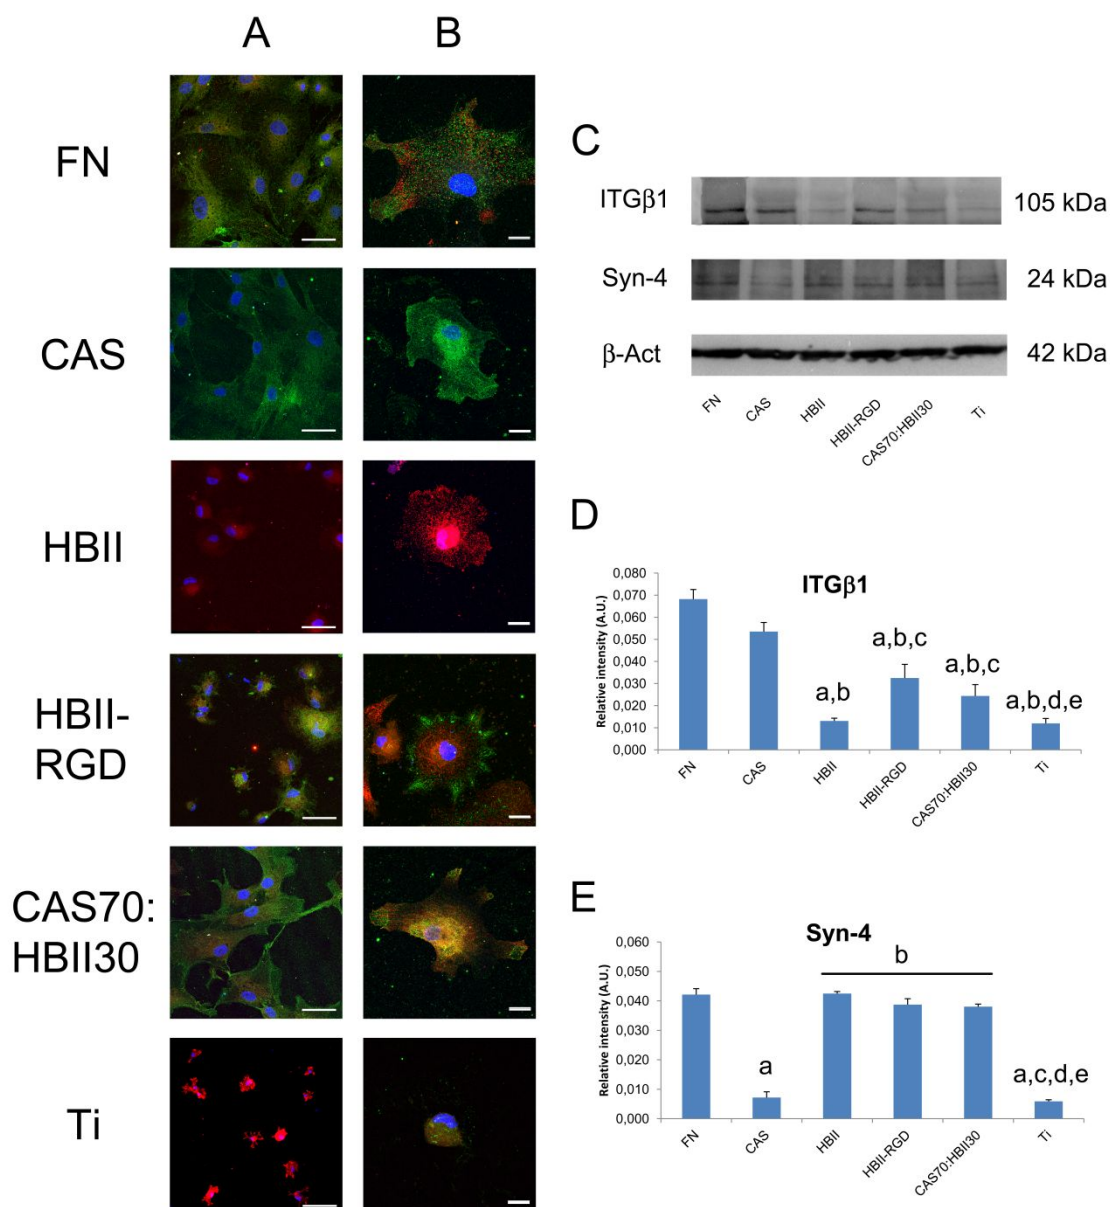 A
B
FN
CAS
HBII
HBII-
RGD
CAS70:
HBII30
Ti
C
ITGβ1
105 kDa
Syn-4
24 kDa
β-Act
42 kDa
FN
CAS
HBII
HBII-RGD
CAS70:HBII30
Ti
D
ITGβ1
Relative intensity (A.U.)
0,080
0,070
0,060
0,050
0,040
0,030
0,020
0,010
0,000
a,b
a,b,c
a,b,c
a,b,d,e
FN
CAS
HBII
HBII-RGD
CAS70:HBII30
Ti
E
Syn-4
Relative intensity (A.U.)
0,060
0,050
0,040
0,030
0,020
0,010
0,000
a
b
a,c,d,e
FN
CAS
HBII
HBII-RGD
CAS70:HBII30
Ti